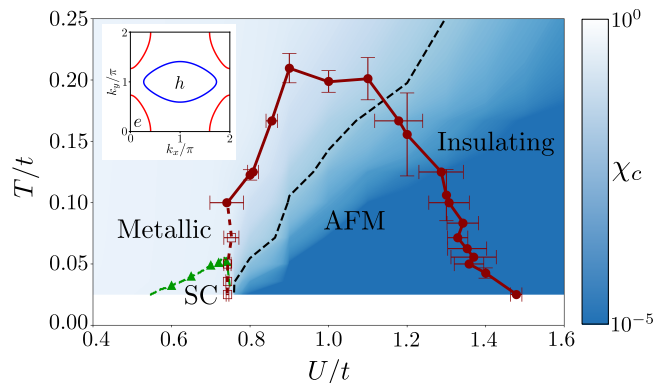 0.25
0.20
0.15
0.10
0.05
0.00
T/t
0.4
0.6
0.8
1.0
1.2
1.4
1.6
U/t
2
1
0
k_y/π
0
1
2
k_x/π
h
e
Metallic
SC
AFM
Insulating
10^0
χ_c
10^{-5}